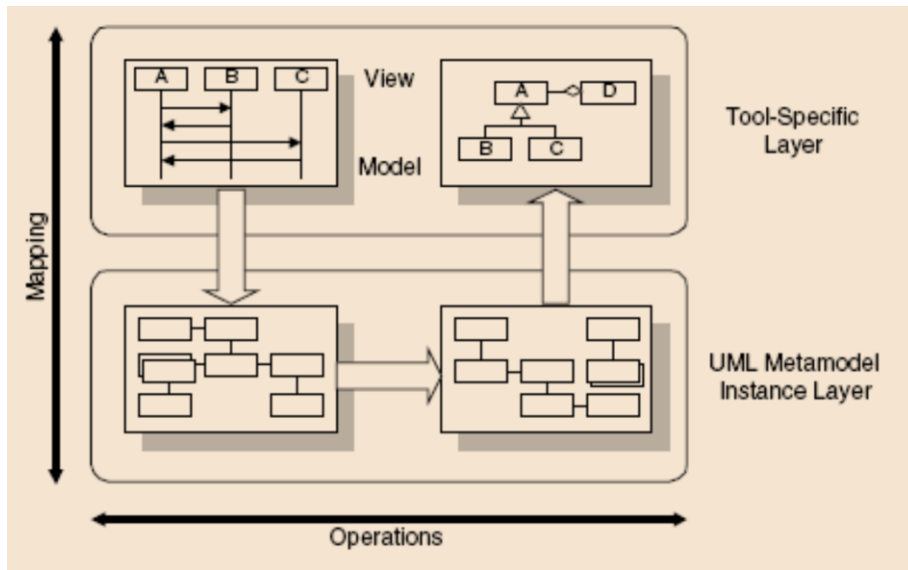 A B C
View
Model
A D
B C
Tool-Specific
Layer
Mapping
UML Metamodel
Instance Layer
Operations